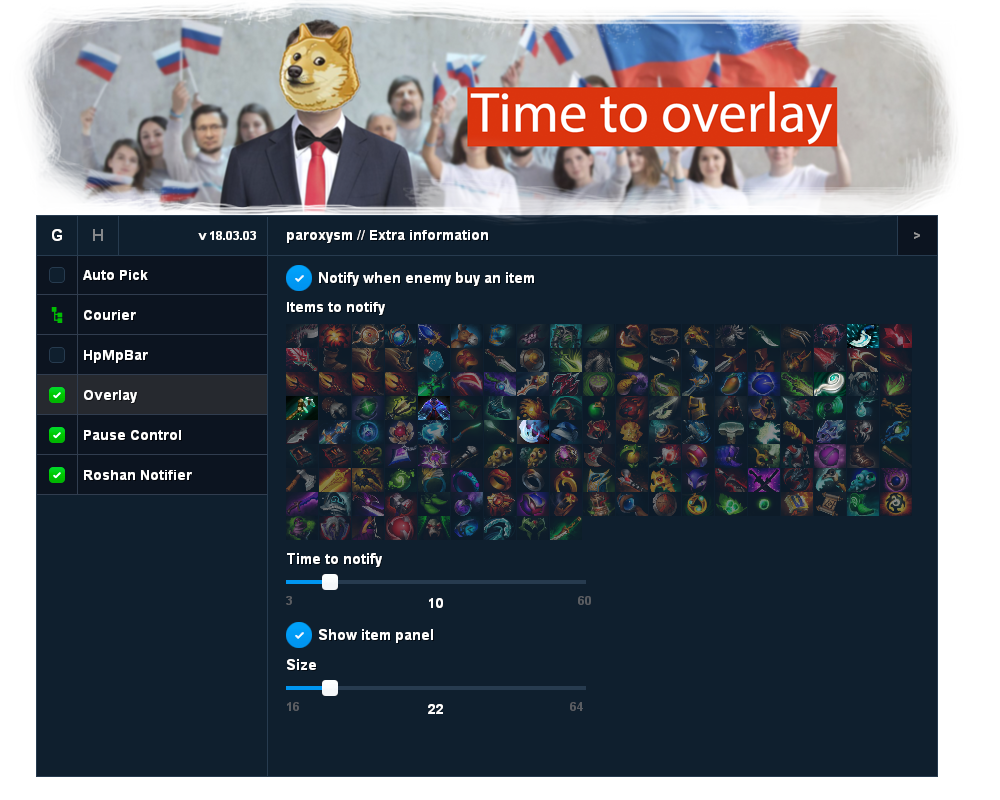 Time to overlay
G H v 18.03.03 paroxysm // Extra information >
Auto Pick
Courier
HpMpBar
Overlay
Pause Control
Roshan Notifier
Notify when enemy buy an item
Items to notify
Time to notify
3 10 60
Show item panel
Size
16 22 64